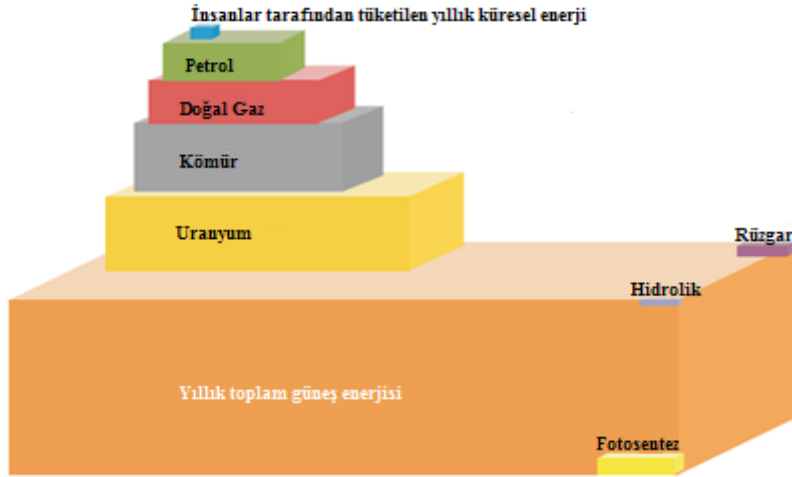 İnsanlar tarafından tüketilen yıllık küresel enerji
Petrol
Doğal Gaz
Kömür
Uranyum
Rüzgar
Hidrolik
Yıllık toplam güneş enerjisi
Fotosentez